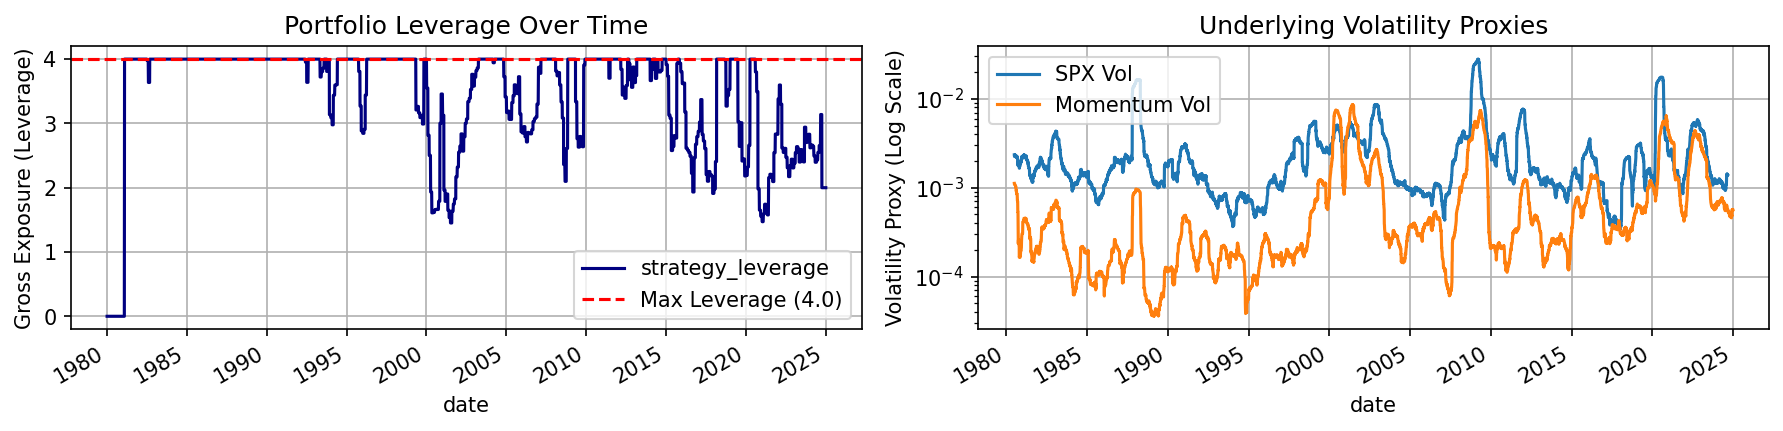 Portfolio Leverage Over Time
Gross Exposure (Leverage)
4
3
2
1
0
strategy_leverage
Max Leverage (4.0)
1980
1985
1990
1995
2000
2005
2010
2015
2020
2025
date
Underlying Volatility Proxies
Volatility Proxy (Log Scale)
SPX Vol
Momentum Vol
10⁻²
10⁻³
10⁻⁴
1980
1985
1990
1995
2000
2005
2010
2015
2020
2025
date